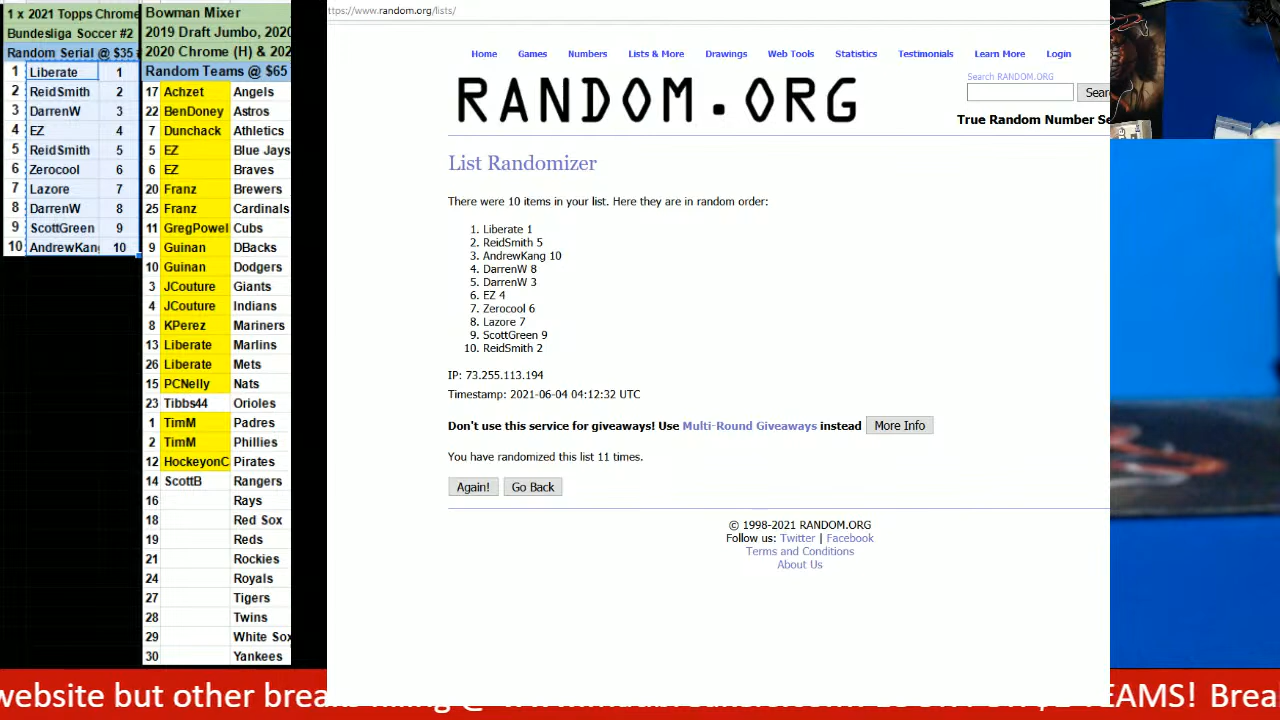 1 x 2021 Topps Chrome
Bundesliga Soccer #2
Random Serial @ $35
1 Liberate 1
2 ReidSmith 2
3 DarrenW 3
4 EZ 4
5 ReidSmith 5
6 Zerocool 6
7 Lazore 7
8 DarrenW 8
9 ScottGreen 9
10 AndrewKang 10
Bowman Mixer
2019 Draft Jumbo, 2020
2020 Chrome (H) & 202
Random Teams @ $65
17 Achzet Angels
22 BenDoney Astros
7 Dunchack Athletics
5 EZ Blue Jays
6 EZ Braves
20 Franz Brewers
25 Franz Cardinals
11 GregPowel Cubs
9 Guinan DBacks
10 Guinan Dodgers
3 JCouture Giants
4 JCouture Indians
8 KPerez Mariners
13 Liberate Marlins
26 Liberate Mets
15 PCNelly Nats
23 Tibbs44 Orioles
1 TimM Padres
2 TimM Phillies
12 HockeyonC Pirates
14 ScottB Rangers
16 Rays
18 Red Sox
19 Reds
21 Rockies
24 Royals
27 Tigers
28 Twins
29 White Sox
30 Yankees
ttps://www.random.org/lists/
Home Games Numbers Lists & More Drawings Web Tools Statistics Testimonials Learn More Login
RANDOM.ORG
Search RANDOM.ORG
Sear
True Random Number Se
List Randomizer
There were 10 items in your list. Here they are in random order:
1. Liberate 1
2. ReidSmith 5
3. AndrewKang 10
4. DarrenW 8
5. DarrenW 3
6. EZ 4
7. Zerocool 6
8. Lazore 7
9. ScottGreen 9
10. ReidSmith 2
IP: 73.255.113.194
Timestamp: 2021-06-04 04:12:32 UTC
Don't use this service for giveaways! Use Multi-Round Giveaways instead More Info
You have randomized this list 11 times.
Again! Go Back
© 1998-2021 RANDOM.ORG
Follow us: Twitter | Facebook
Terms and Conditions
About Us
website but other brea
EAMS! Brea